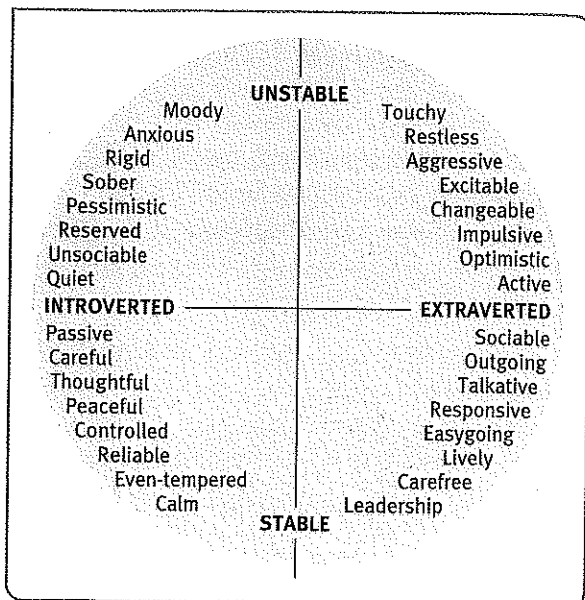 UNSTABLE
Moody
Anxious
Rigid
Sober
Pessimistic
Reserved
Unsociable
Quiet
Touchy
Restless
Aggressive
Excitable
Changeable
Impulsive
Optimistic
Active
INTROVERTED
EXTRAVERTED
Passive
Careful
Thoughtful
Peaceful
Controlled
Reliable
Even-tempered
Calm
Sociable
Outgoing
Talkative
Responsive
Easygoing
Lively
Carefree
Leadership
STABLE